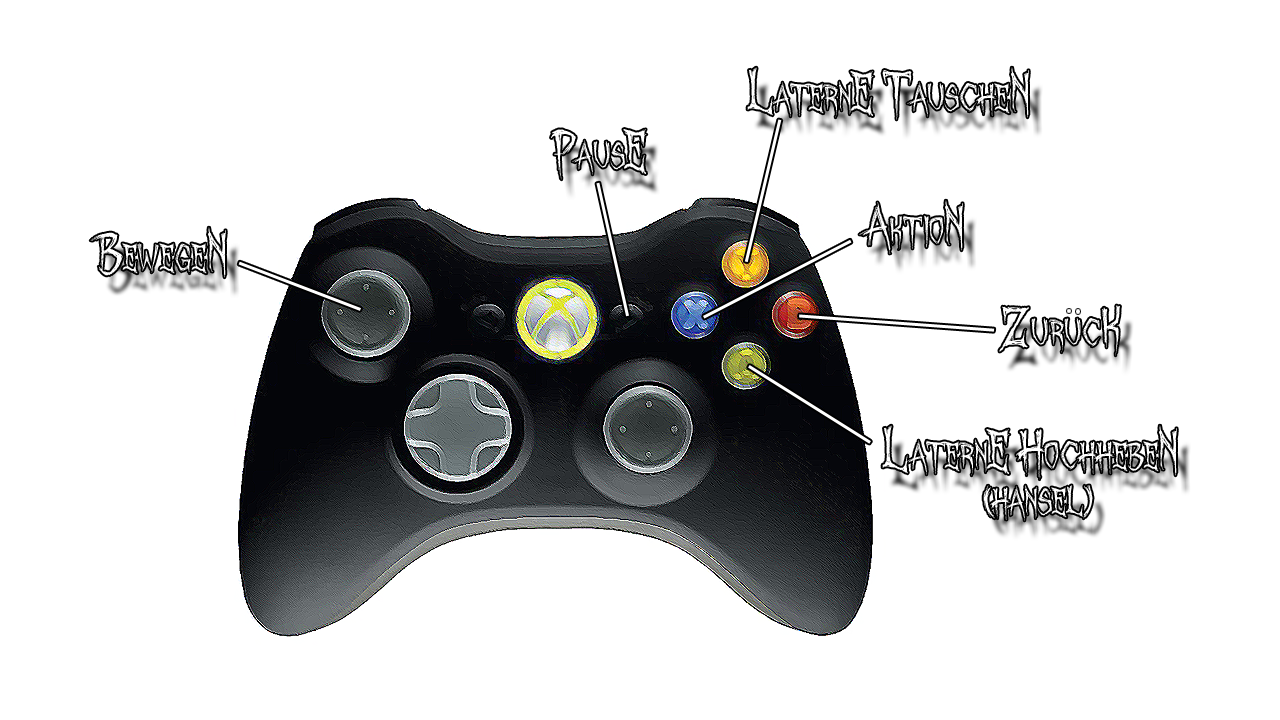 Laterne Tauschen
Pause
Aktion
Bewegen
Zurück
Laterne Hochheben
(Hansel)